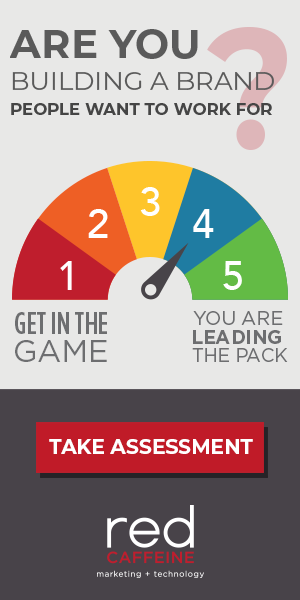 ARE YOU
BUILDING A BRAND
PEOPLE WANT TO WORK FOR
?
1
2
3
4
5
GET IN THE
GAME
YOU ARE
LEADING
THE PACK
TAKE ASSESSMENT
red
CAFFEINE
marketing + technology